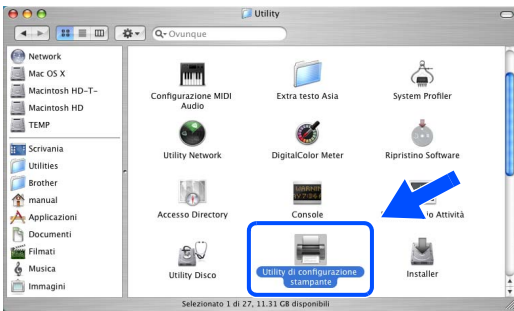 Utility
Ovunque
Network
Mac OS X
Macintosh HD-T-
Macintosh HD
TEMP
Scrivania
Utilities
Brother
manual
Applicazioni
Documenti
Filmati
Musica
Immagini
Configurazione MIDI
Audio
Extra testo Asia
System Profiler
Utility Network
DigitalColor Meter
Ripristino Software
Accesso Directory
Console
Attività
Utility Disco
Utility di configurazione
stampante
Installer
Selezionato 1 di 27, 11.31 GB disponibili